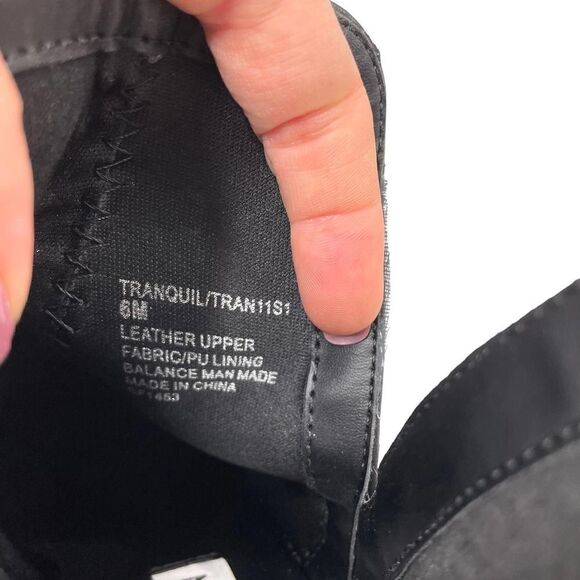 TRANQUIL/TRAN11S1
6M
LEATHER UPPER
FABRIC/PU LINING
BALANCE MAN MADE
MADE IN CHINA